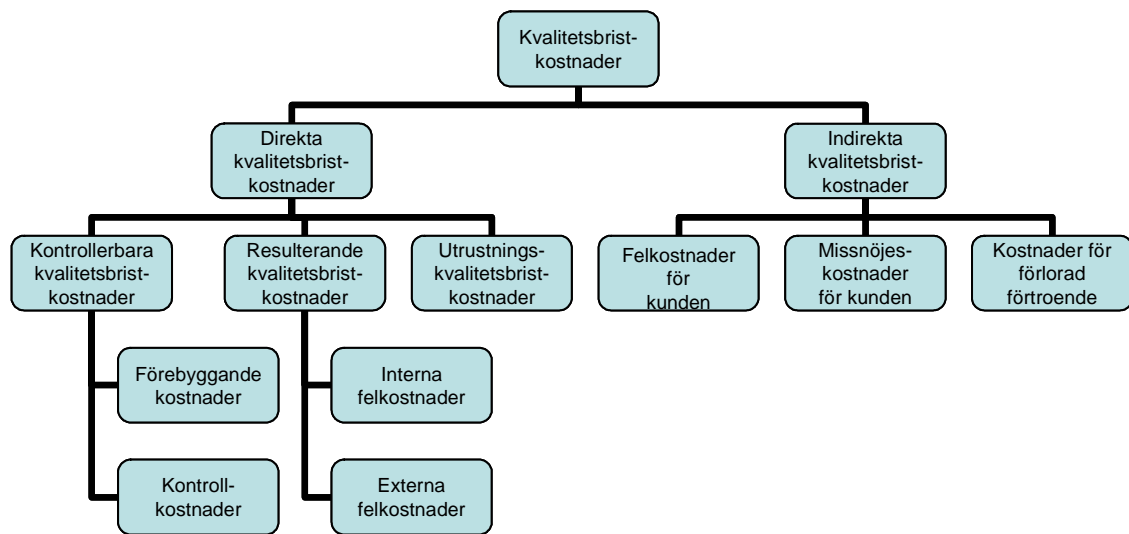 Kvalitetsbrist-
kostnader
Direkta
kvalitetsbrist-
kostnader
Indirekta
kvalitetsbrist-
kostnader
Kontrollerbara
kvalitetsbrist-
kostnader
Resulterande
kvalitetsbrist-
kostnader
Utrustnings-
kvalitetsbrist-
kostnader
Felkostnader
för
kunden
Missnöjes-
kostnader
för kunden
Kostnader för
förlorad
förtroende
Förebyggande
kostnader
Interna
felkostnader
Kontroll-
kostnader
Externa
felkostnader